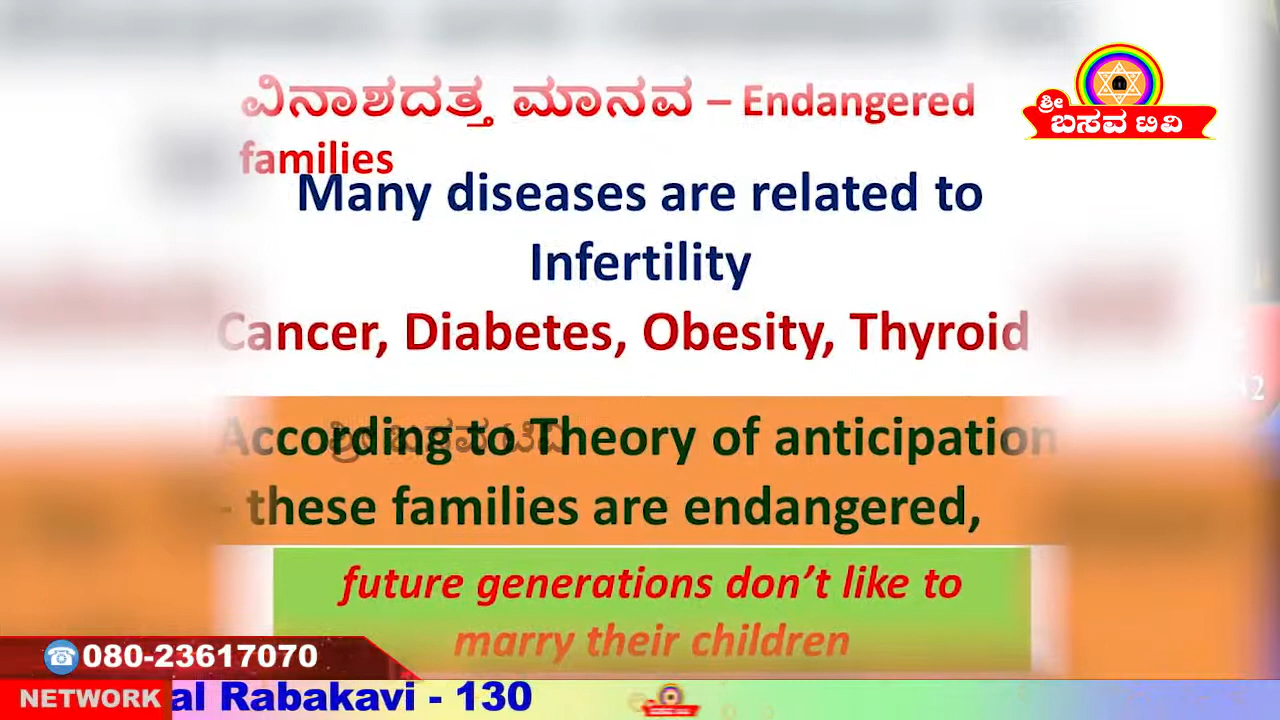 ವಿನಾಶದತ್ತ ಮಾನವ – Endangered
families
Many diseases are related to
Infertility
Cancer, Diabetes, Obesity, Thyroid
According to Theory of anticipation
- these families are endangered,
future generations don't like to
marry their children
ಶ್ರೀ
ಬಸವ ಟಿವಿ
ಶ್ರೀ ಬಸವ ಟಿವಿ
080-23617070
NETWORK al Rabakavi - 130